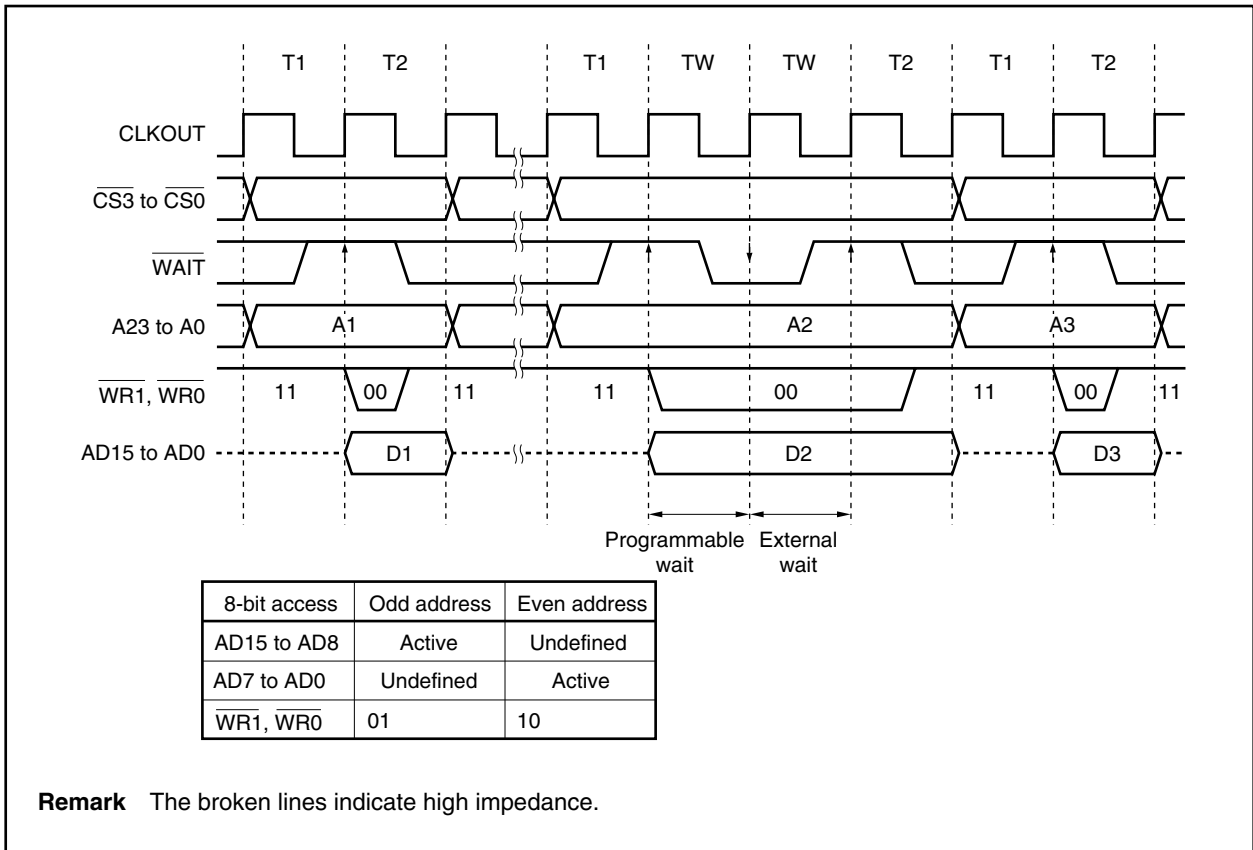 T1 T2 T1 TW TW T2 T1 T2
CLKOUT
CS3 to CS0
WAIT
A23 to A0 A1 A2 A3
WR1, WR0 11 00 11 11 00 11 00 11
AD15 to AD0 D1 D2 D3
Programmable wait
External wait
8-bit access Odd address Even address
AD15 to AD8 Active Undefined
AD7 to AD0 Undefined Active
WR1, WR0 01 10
Remark The broken lines indicate high impedance.